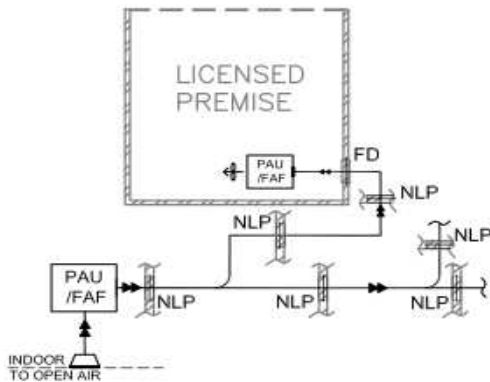 LICENSED
PREMISE
PAU
/FAF
FD
NLP
NLP
NLP
PAU
/FAF
NLP
NLP
NLP
INDOOR
TO OPEN AIR